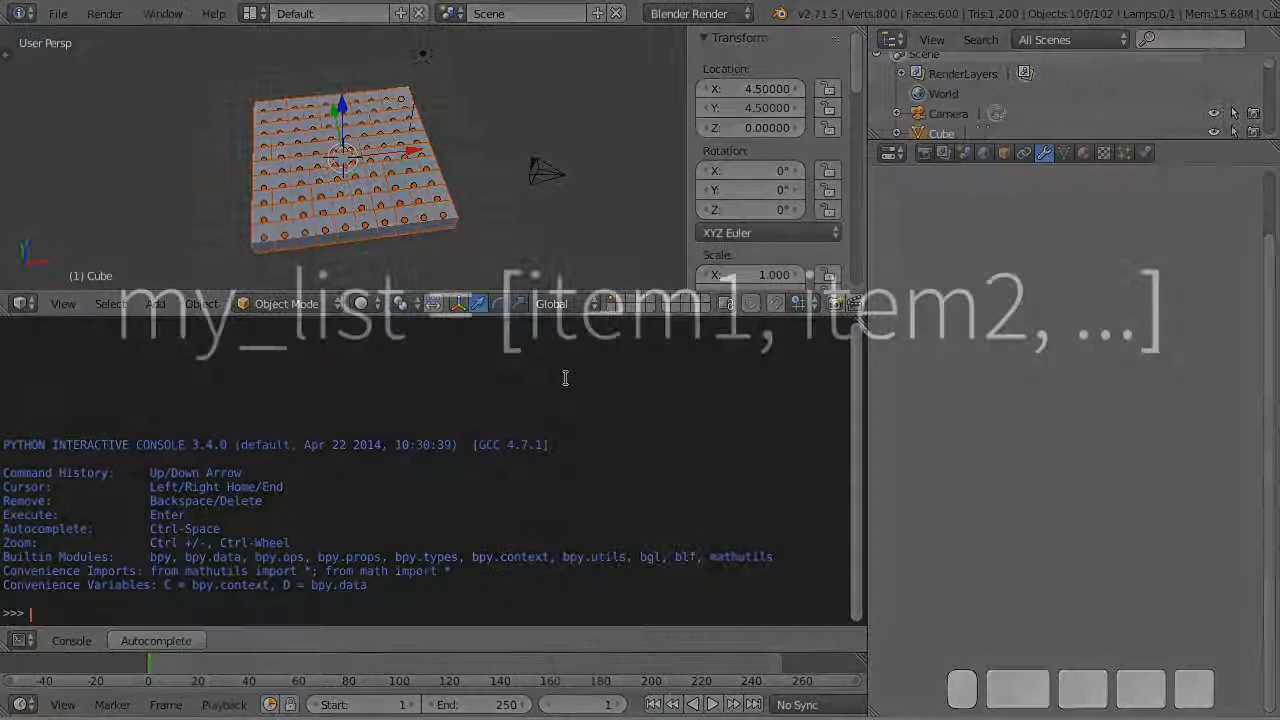 File Render Window Help Default Scene Blender Render v2.71.5 | Verts:800 | Faces:600 | Tris:1,200 | Objects:100/102 | Lamps:0/1 | Mem:15.68M |
User Persp
Transform
View Search All Scenes
Scene
Location:
RenderLayers
X: 4.50000
World
Y: 4.50000
Camera
Z: 0.00000
Cube
Rotation:
X: 0°
Y: 0°
Z: 0°
XYZ Euler
Scale:
(1) Cube
X: 1.000
View Select Add Object Object Mode Global
my_list = [item1, item2, ...]
PYTHON INTERACTIVE CONSOLE 3.4.0 (default, Apr 22 2014, 10:30:39) [GCC 4.7.1]
Command History: Up/Down Arrow
Cursor: Left/Right Home/End
Remove: Backspace/Delete
Execute: Enter
Autocomplete: Ctrl-Space
Zoom: Ctrl +/-, Ctrl-Wheel
Builtin Modules: bpy, bpy.data, bpy.ops, bpy.props, bpy.types, bpy.context, bpy.utils, bgl, blf, mathutils
Convenience Imports: from mathutils import *; from math import *
Convenience Variables: C = bpy.context, D = bpy.data
>>>
Console Autocomplete
-40 -20 0 20 40 60 80 100 120 140 160 180 200 220 240 260
View Marker Frame Playback Start: 1 End: 250 1 No Sync